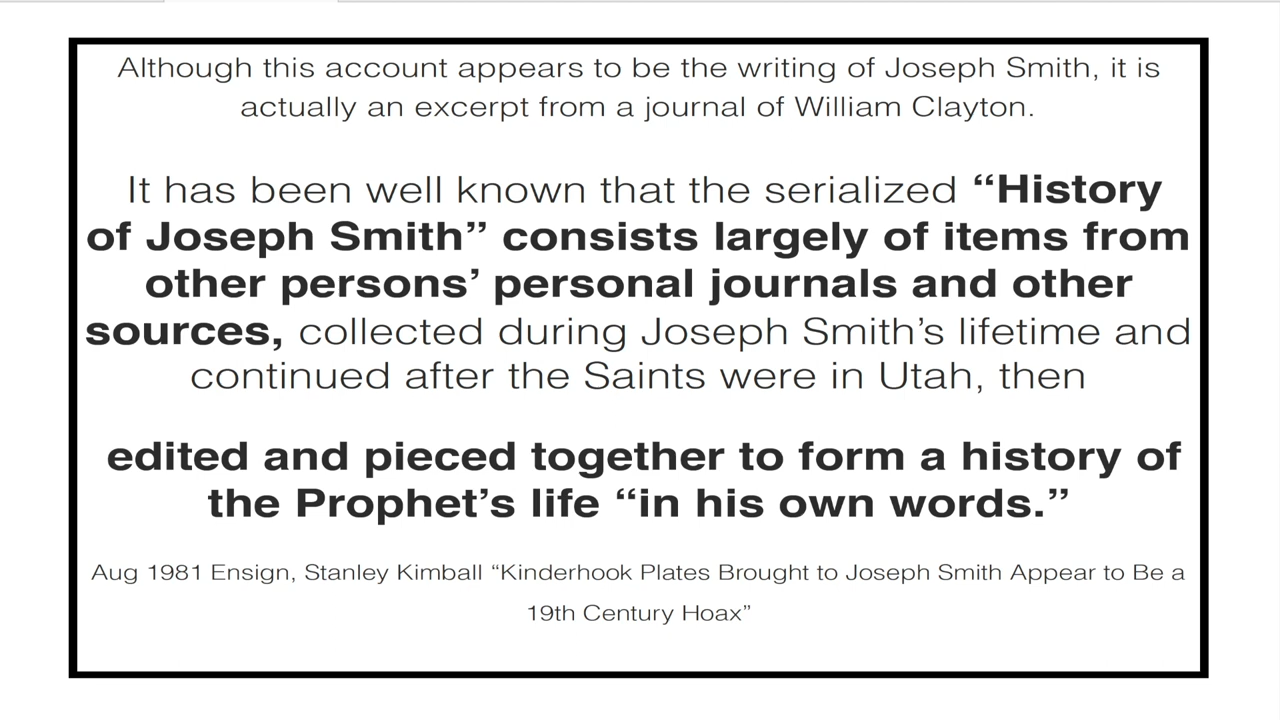 Although this account appears to be the writing of Joseph Smith, it is
actually an excerpt from a journal of William Clayton.
It has been well known that the serialized “History
of Joseph Smith” consists largely of items from
other persons’ personal journals and other
sources, collected during Joseph Smith’s lifetime and
continued after the Saints were in Utah, then
edited and pieced together to form a history of
the Prophet’s life “in his own words.”
Aug 1981 Ensign, Stanley Kimball “Kinderhook Plates Brought to Joseph Smith Appear to Be a
19th Century Hoax”